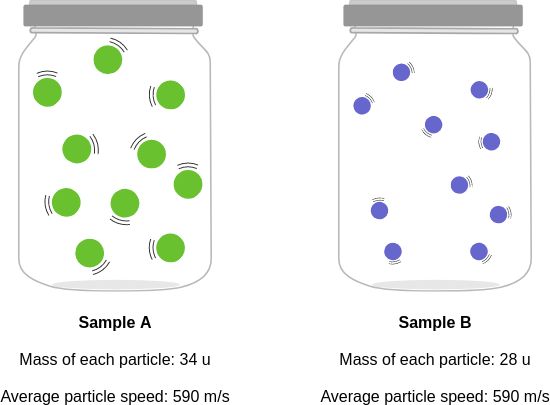 Sample A
Mass of each particle: 34 u
Average particle speed: 590 m/s
Sample B
Mass of each particle: 28 u
Average particle speed: 590 m/s